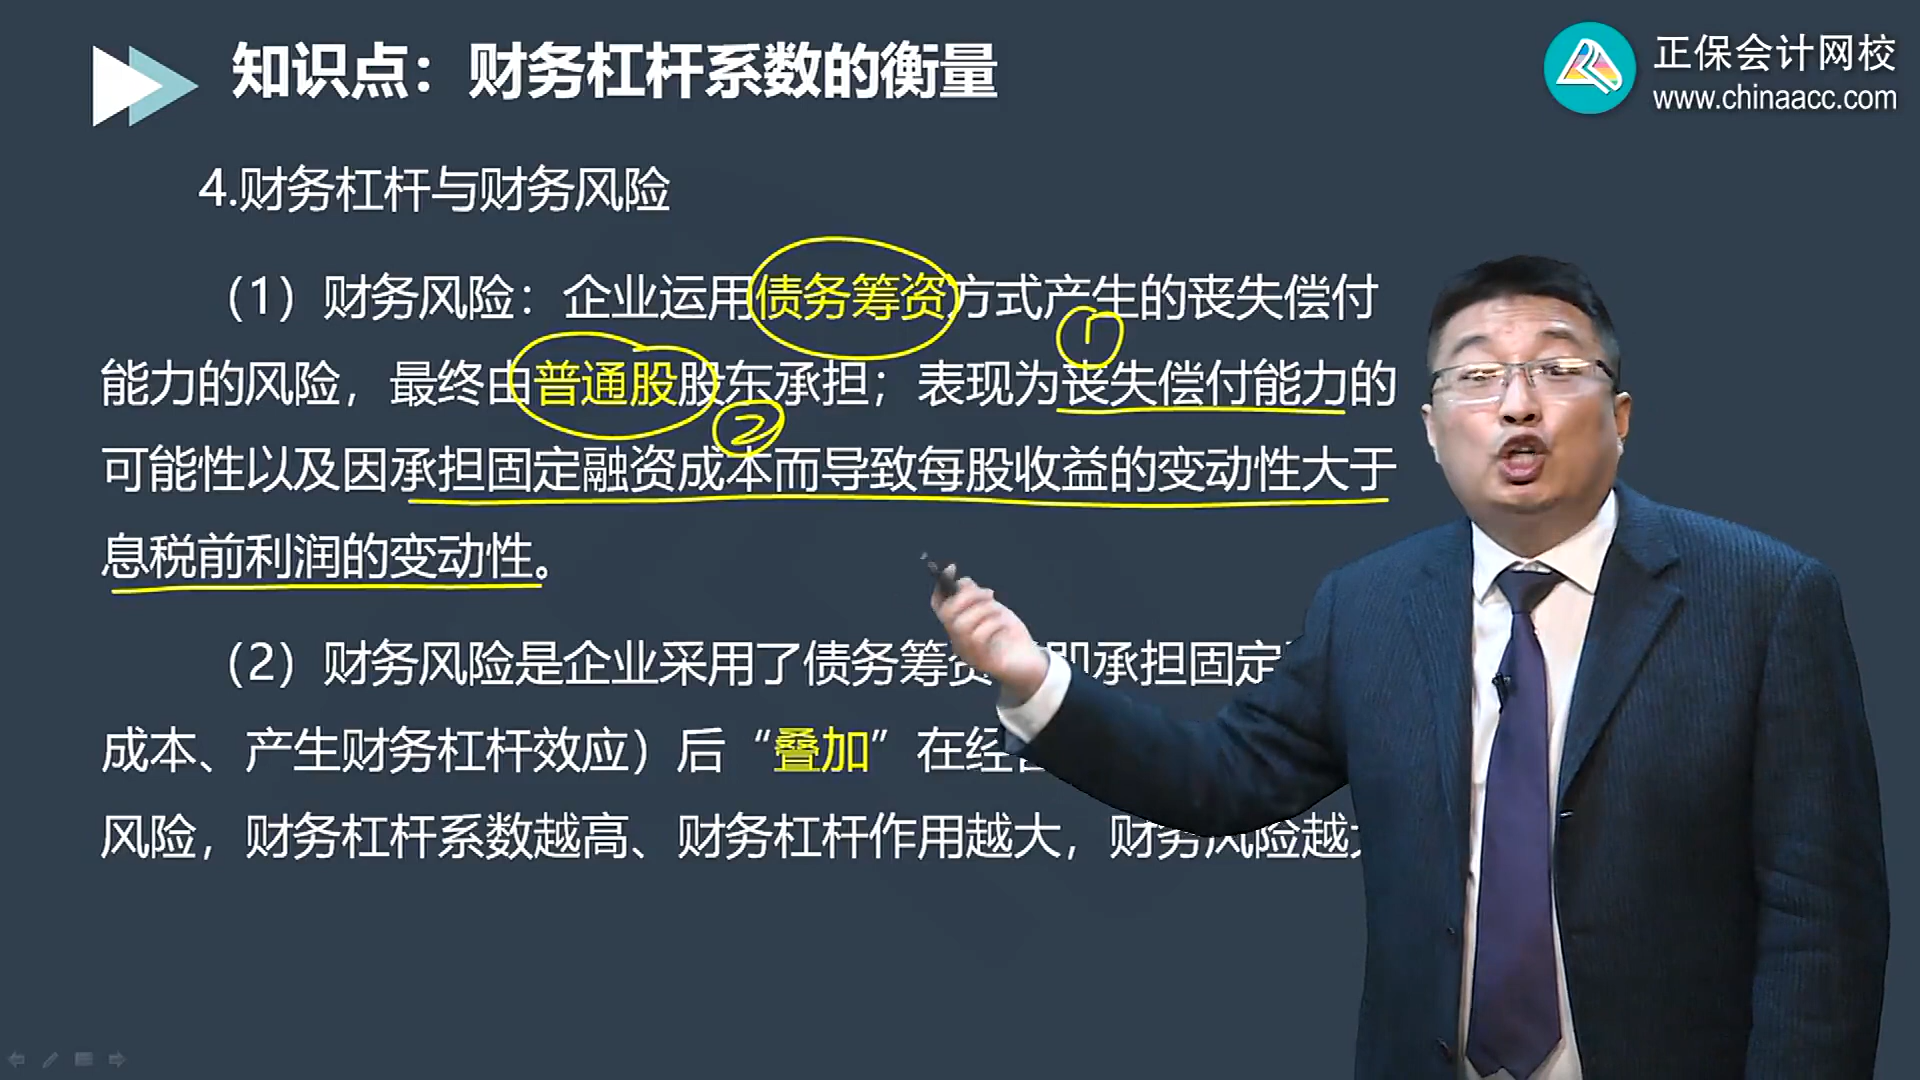 知识点：财务杠杆系数的衡量
正保会计网校
www.chinaacc.com
4.财务杠杆与财务风险
（1）财务风险：企业运用债务筹资方式产生的丧失偿付
①
能力的风险，最终由普通股股东承担；表现为丧失偿付能力的
②
可能性以及因承担固定融资成本而导致每股收益的变动性大于
息税前利润的变动性。
（2）财务风险是企业采用了债务筹资 即承担固定
成本、产生财务杠杆效应）后“叠加”在经
风险，财务杠杆系数越高、财务杠杆作用越大，财务风险越